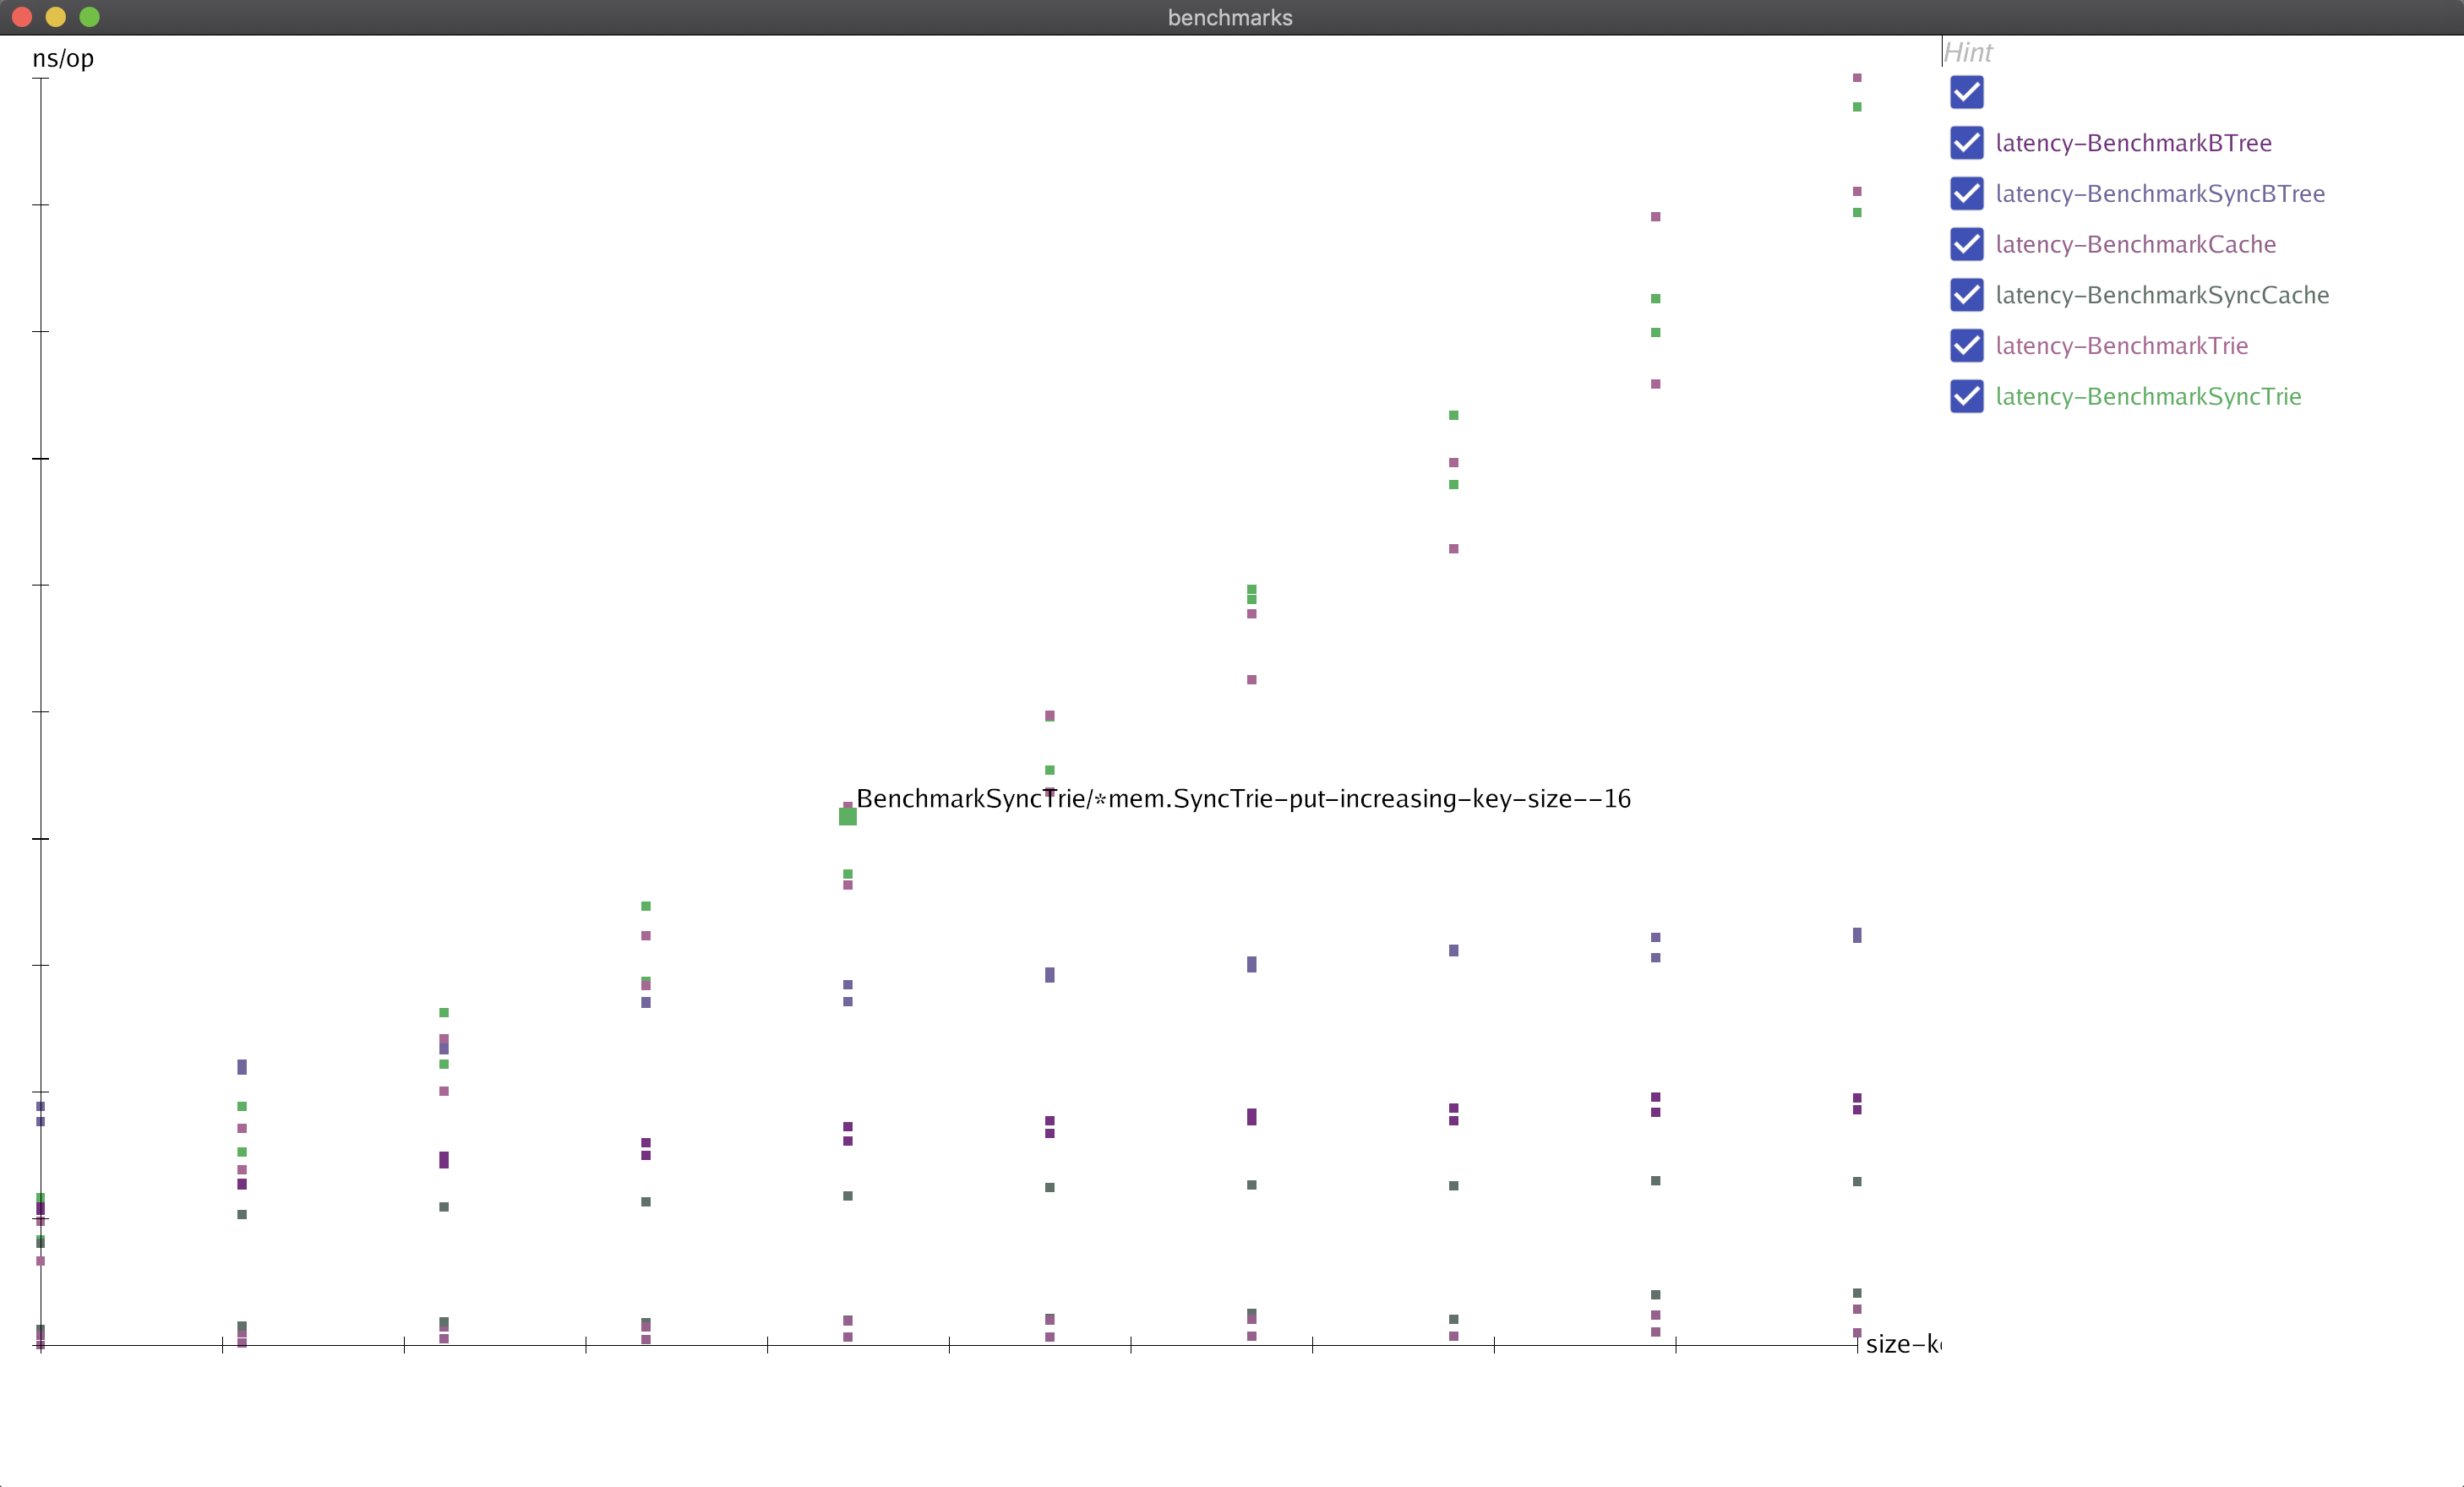 benchmarks
ns/op
Hint
latency-BenchmarkBTree
latency-BenchmarkSyncBTree
latency-BenchmarkCache
latency-BenchmarkSyncCache
latency-BenchmarkTrie
latency-BenchmarkSyncTrie
BenchmarkSyncTrie/*mem.SyncTrie-put-increasing-key-size--16